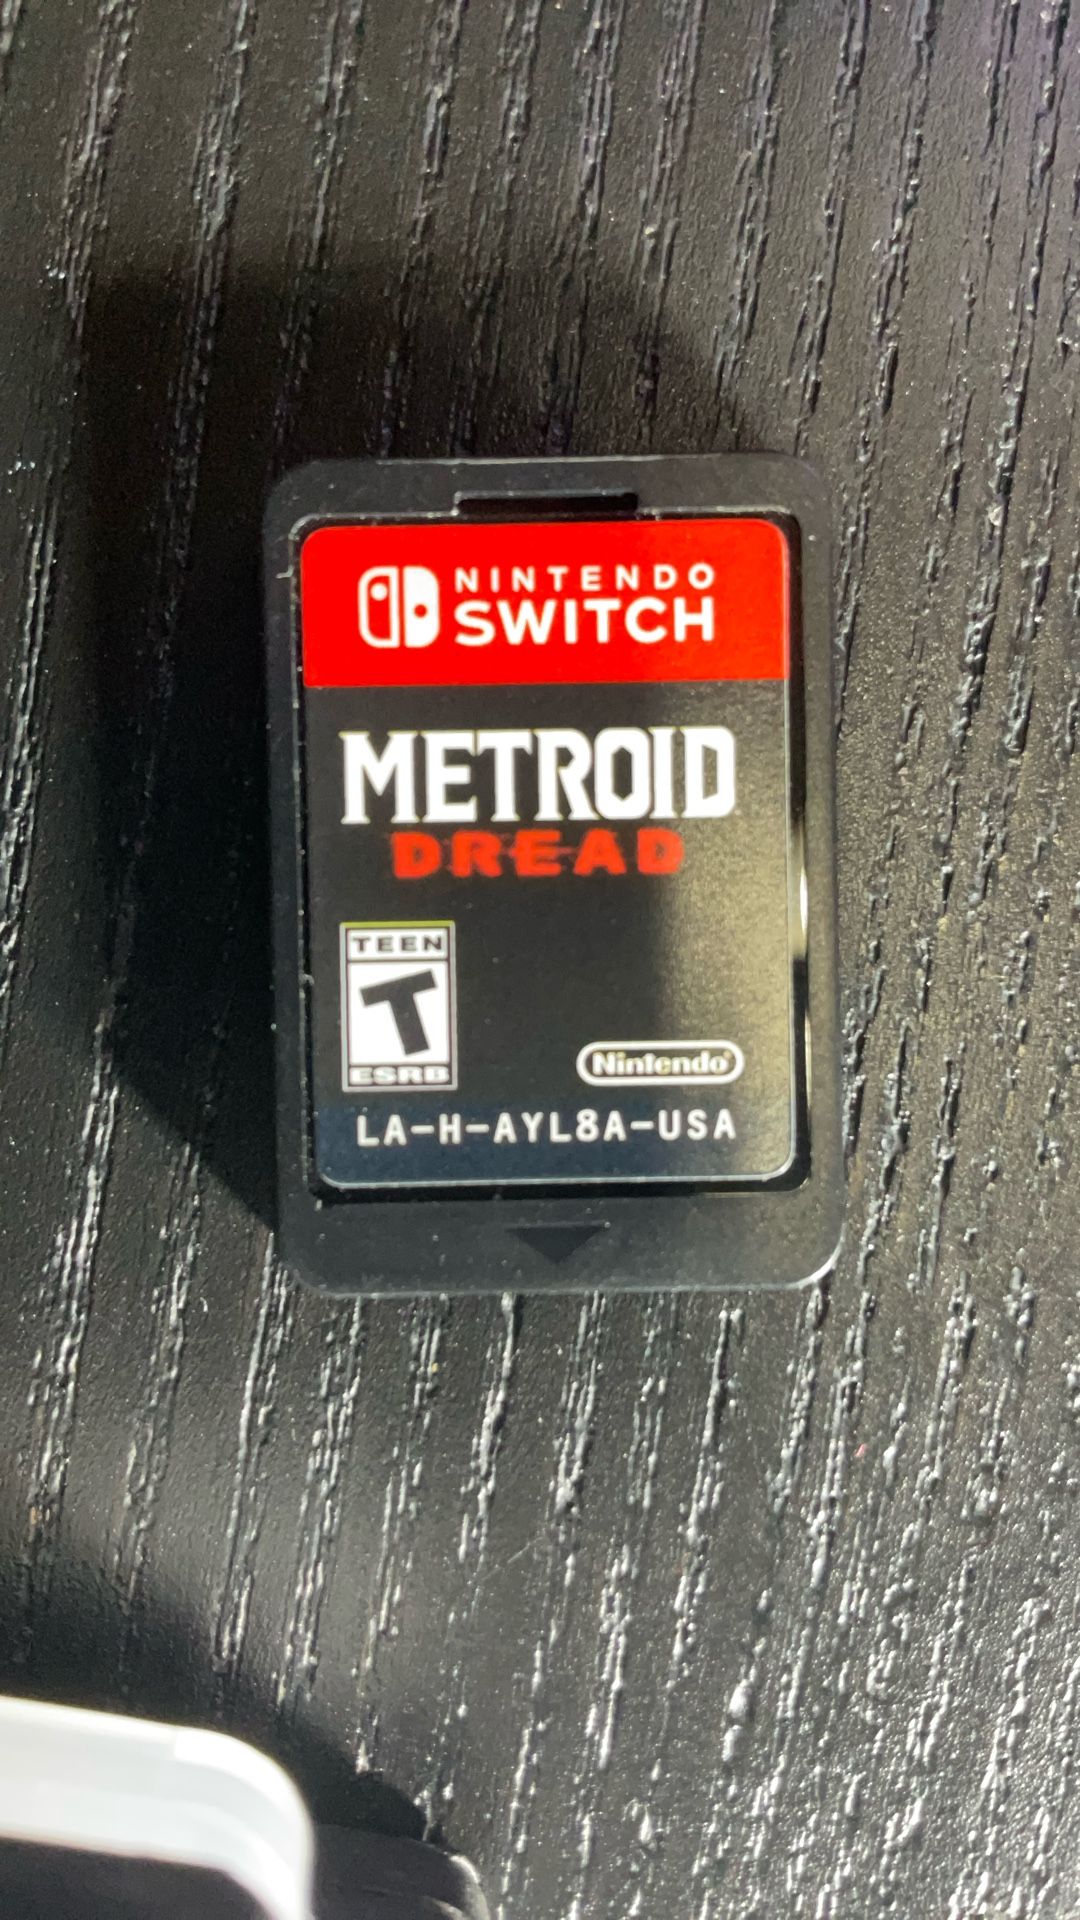 NINTENDO
SWITCH
METROID
DREAD
TEEN
T
ESRB
Nintendo
LA-H-AYL8A-USA